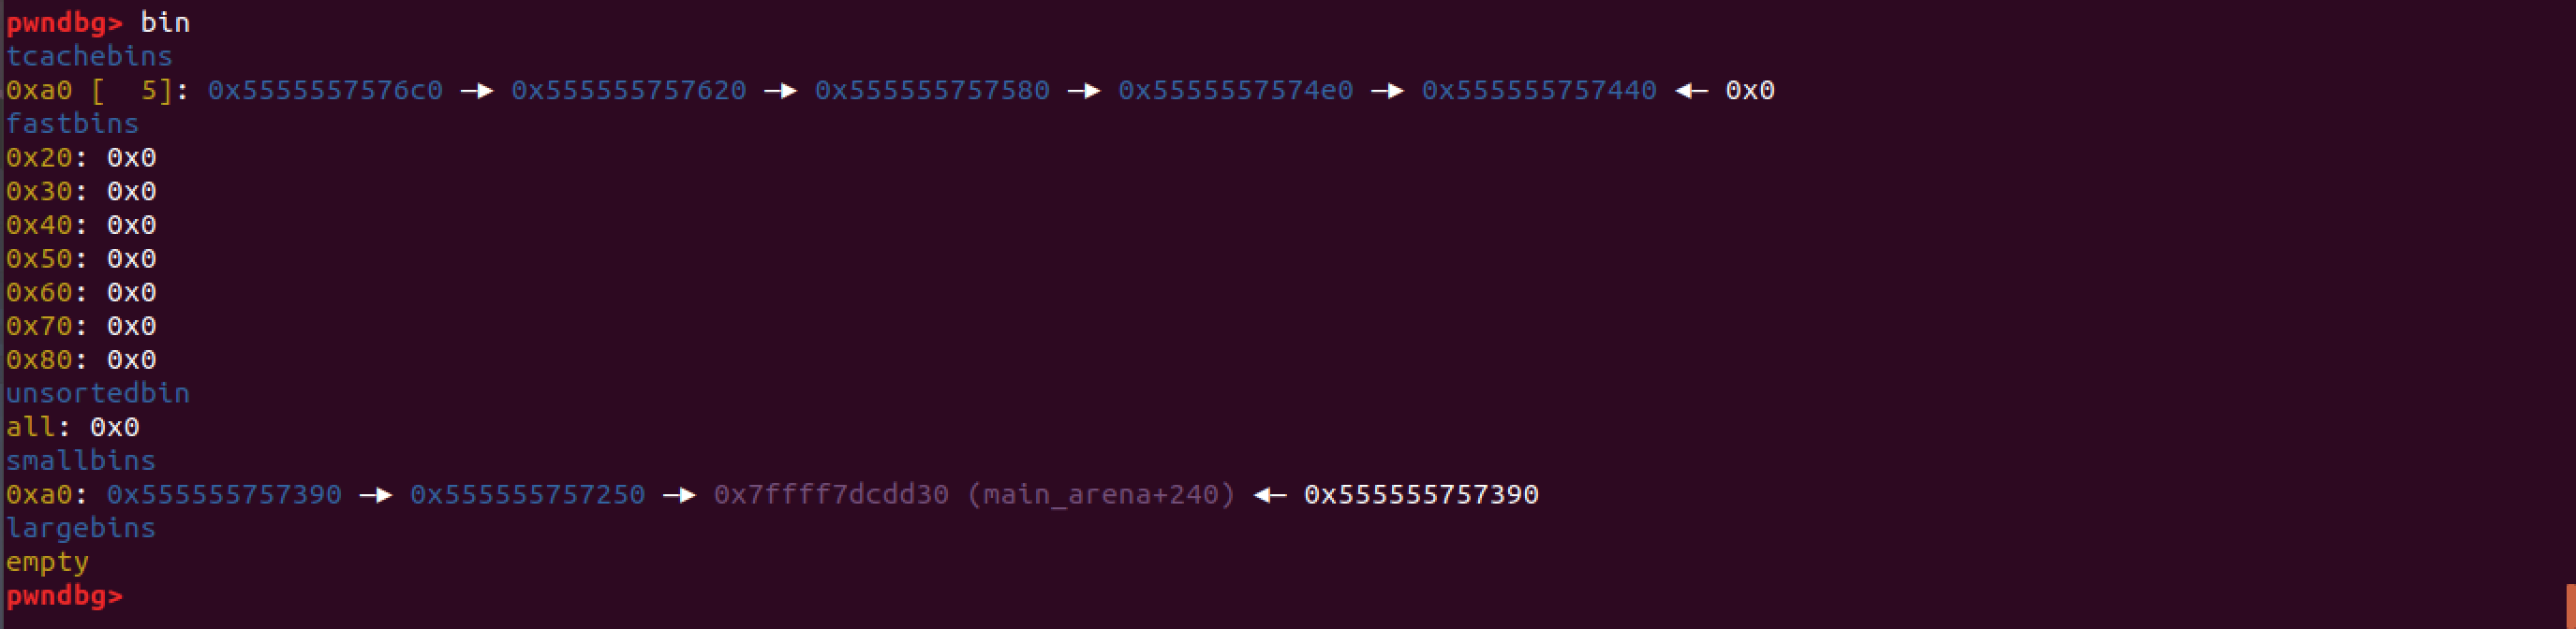 pwndbg> bin
tcachebins
0xa0 [  5]: 0x5555557576c0 —▸ 0x555555757620 —▸ 0x555555757580 —▸ 0x5555557574e0 —▸ 0x555555757440 ◂— 0x0
fastbins
0x20: 0x0
0x30: 0x0
0x40: 0x0
0x50: 0x0
0x60: 0x0
0x70: 0x0
0x80: 0x0
unsortedbin
all: 0x0
smallbins
0xa0: 0x555555757390 —▸ 0x555555757250 —▸ 0x7ffff7dcdd30 (main_arena+240) ◂— 0x555555757390
largebins
empty
pwndbg>